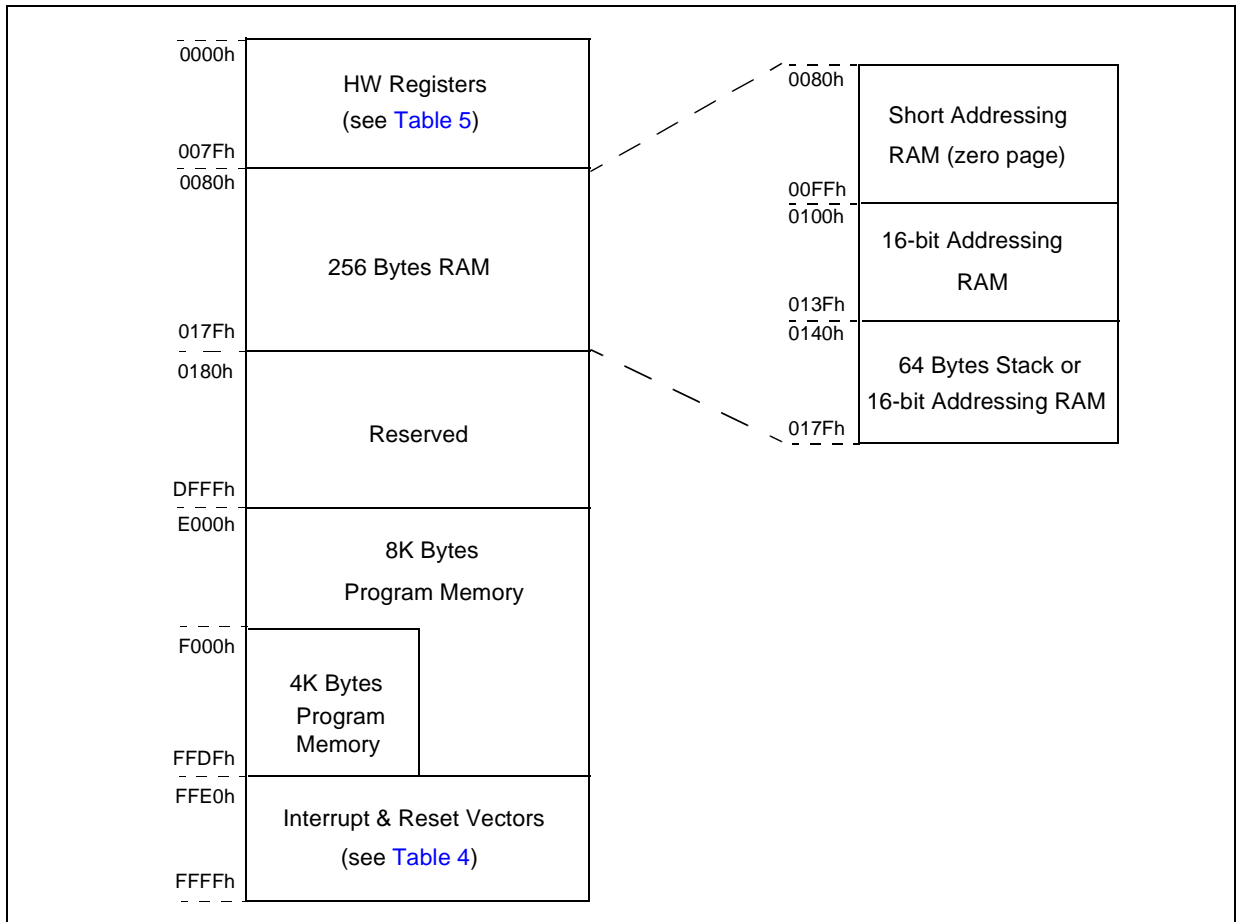 0000h
HW Registers
(see Table 5)
007Fh
0080h
256 Bytes RAM
017Fh
0180h
Reserved
DFFFh
E000h
8K Bytes
Program Memory
F000h
4K Bytes
Program
Memory
FFDFh
FFE0h
Interrupt & Reset Vectors
(see Table 4)
FFFFh
0080h
Short Addressing
RAM (zero page)
00FFh
0100h
16-bit Addressing
RAM
013Fh
0140h
64 Bytes Stack or
16-bit Addressing RAM
017Fh